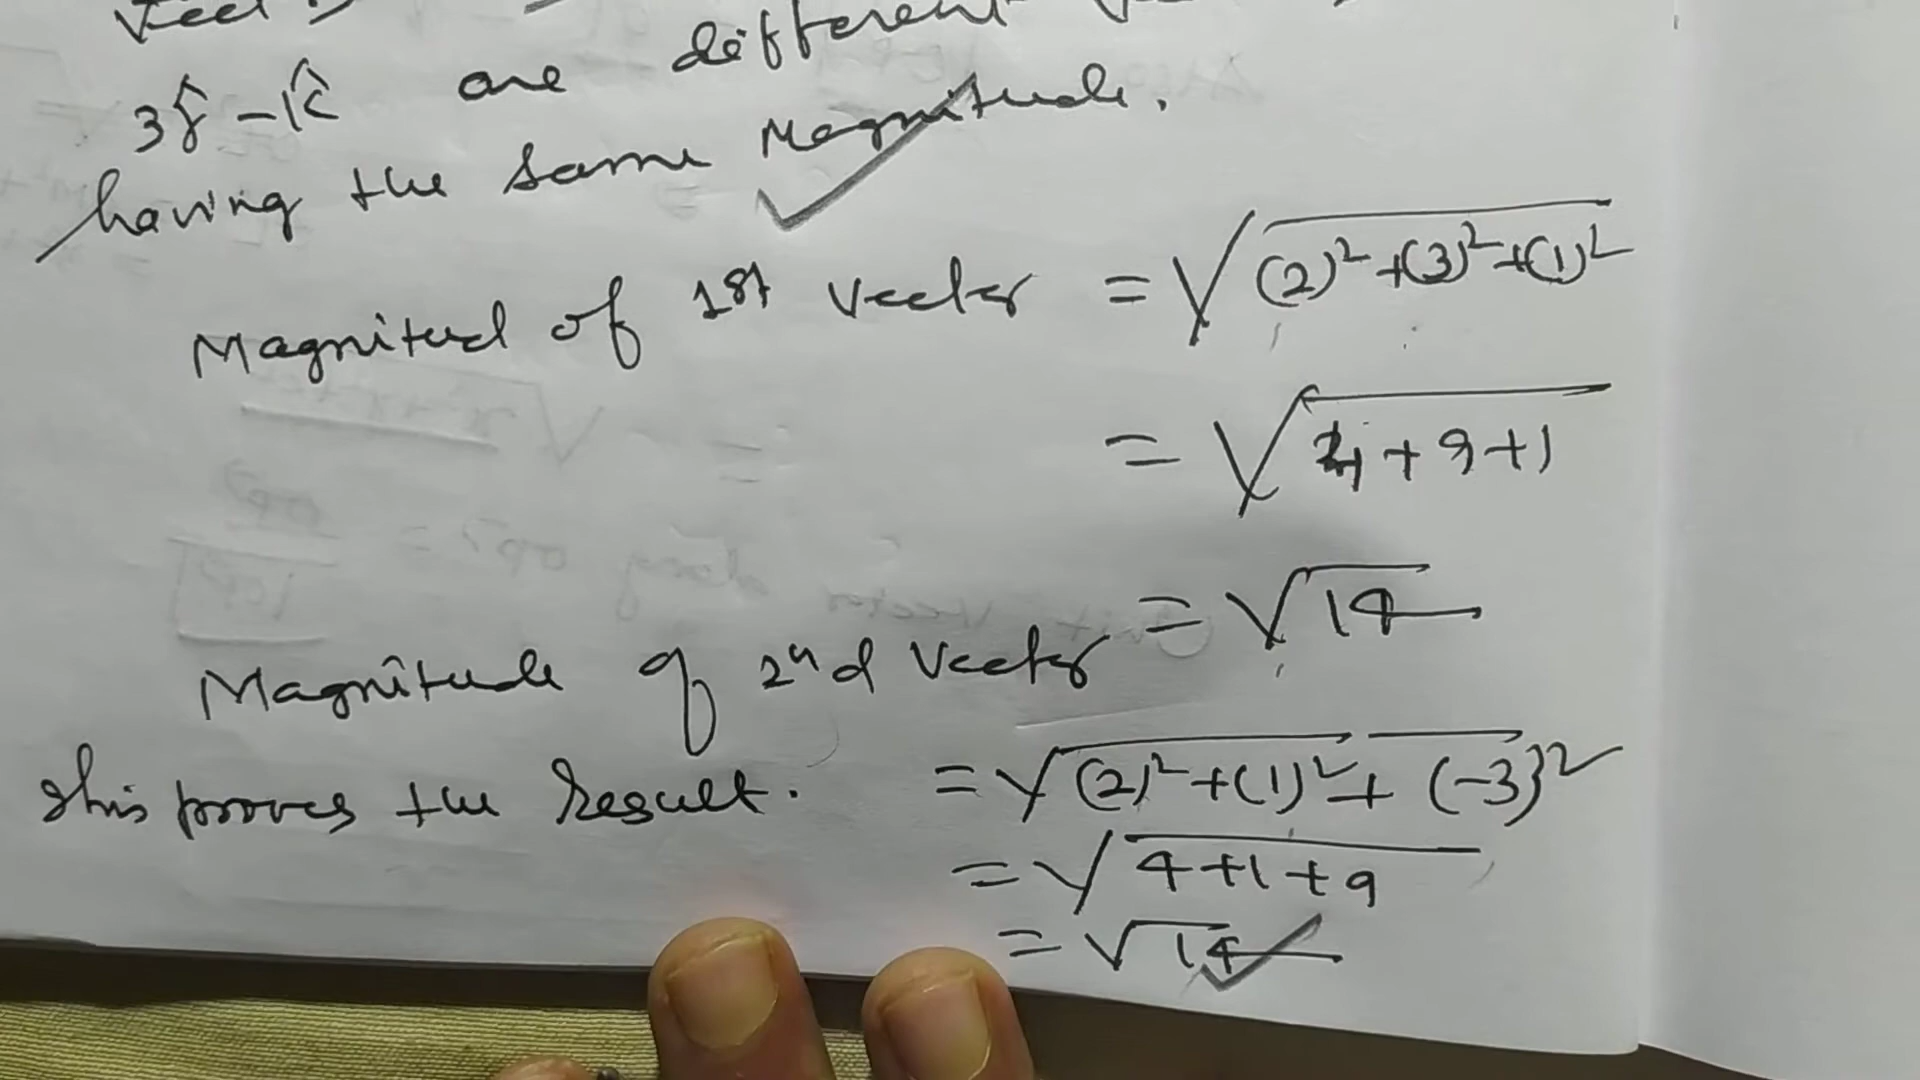 3ĵ - k̂ are different
having the same Magnitude.
Magnitud of 1st Vector = √(2)²+(3)²+(1)²
= √4+9+1
= √14
Magnitude of 2nd Vector
= √(2)²+(1)²+(-3)²
This proves the Result.
= √4+1+9
= √14